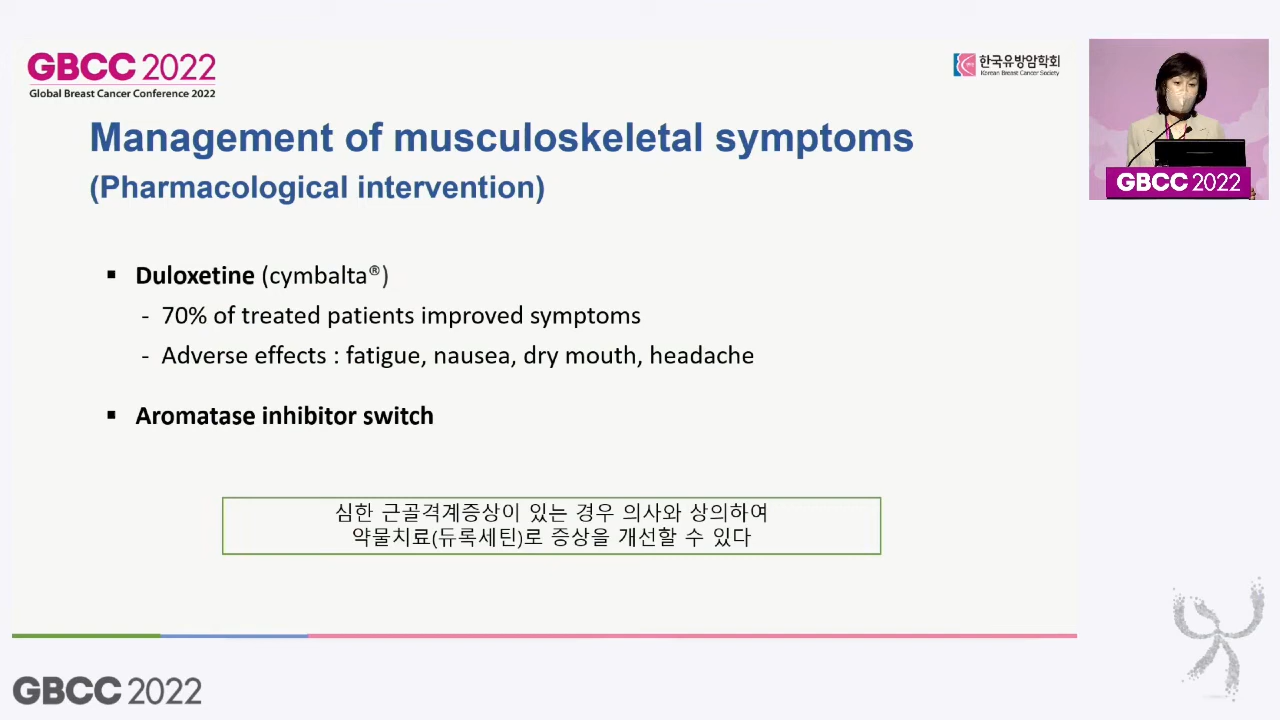 GBCC 2022
Global Breast Cancer Conference 2022
한국유방암학회
Korean Breast Cancer Society
Management of musculoskeletal symptoms
(Pharmacological intervention)
▪ Duloxetine (cymbalta®)
- 70% of treated patients improved symptoms
- Adverse effects : fatigue, nausea, dry mouth, headache
▪ Aromatase inhibitor switch
심한 근골격계증상이 있는 경우 의사와 상의하여
약물치료(듀록세틴)로 증상을 개선할 수 있다
GBCC 2022
GBCC 2022